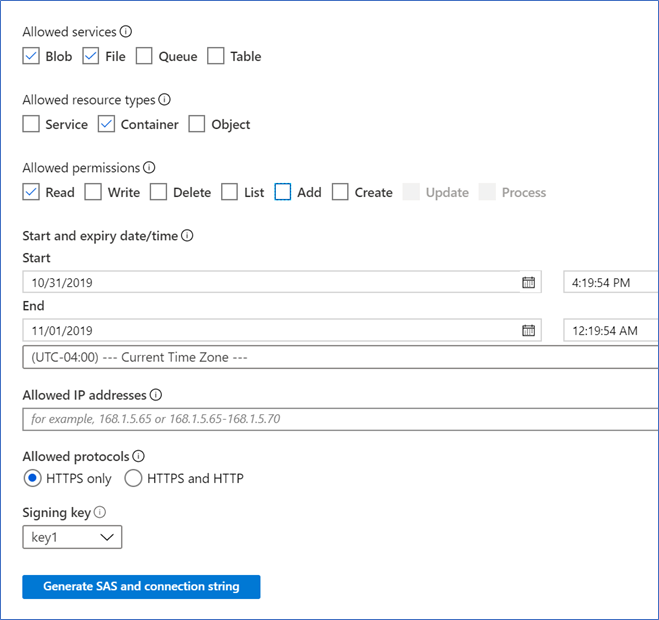 Allowed services
Blob File Queue Table
Allowed resource types
Service Container Object
Allowed permissions
Read Write Delete List Add Create Update Process
Start and expiry date/time
Start
10/31/2019 4:19:54 PM
End
11/01/2019 12:19:54 AM
(UTC-04:00) --- Current Time Zone ---
Allowed IP addresses
for example, 168.1.5.65 or 168.1.5.65-168.1.5.70
Allowed protocols
HTTPS only HTTPS and HTTP
Signing key
key1
Generate SAS and connection string